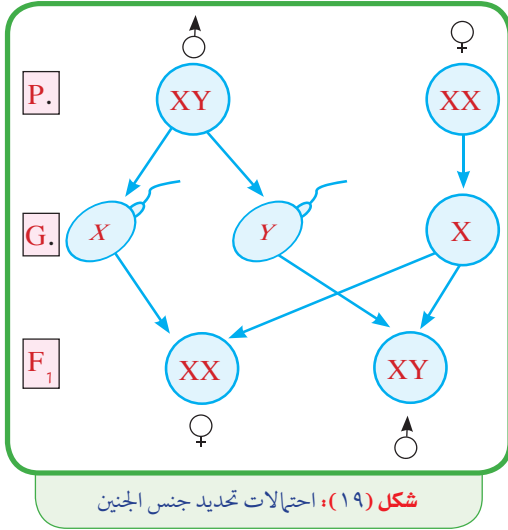 P. XY XX
G. X Y X
F₁ XX XY
شكل (١٩): احتمالات تحديد جنس الجنين